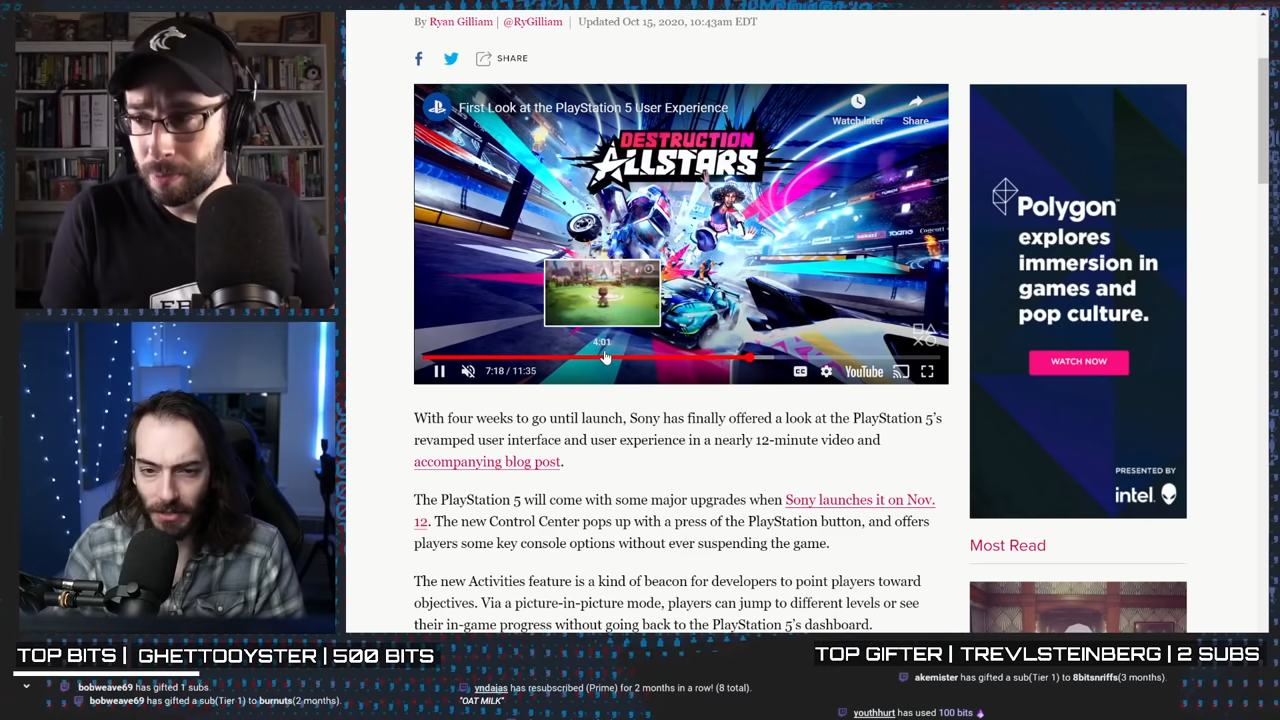 By Ryan Gilliam | @RyGilliam | Updated Oct 15, 2020, 10:43am EDT
SHARE
First Look at the PlayStation 5 User Experience
Watch later
Share
DESTRUCTION
ALLSTARS
4:01
7:18 / 11:35
CC
YouTube
With four weeks to go until launch, Sony has finally offered a look at the PlayStation 5’s
revamped user interface and user experience in a nearly 12-minute video and
accompanying blog post.
The PlayStation 5 will come with some major upgrades when Sony launches it on Nov.
12. The new Control Center pops up with a press of the PlayStation button, and offers
players some key console options without ever suspending the game.
The new Activities feature is a kind of beacon for developers to point players toward
objectives. Via a picture-in-picture mode, players can jump to different levels or see
their in-game progress without going back to the PlayStation 5’s dashboard.
Polygon
explores
immersion in
games and
pop culture.
WATCH NOW
PRESENTED BY
intel.
Most Read
TOP BITS | GHETTODYSTER | 500 BITS
TOP GIFTER | TREVLSTEINBERG | 2 SUBS
bobweave69 has gifted 1 subs.
bobweave69 has gifted a sub(Tier 1) to burnuts(2 months).
yndajas has resubscribed (Prime) for 2 months in a row! (8 total).
"OAT MILK"
akemister has gifted a sub(Tier 1) to 8bitsnriffs(3 months).
youthhurt has used 100 bits